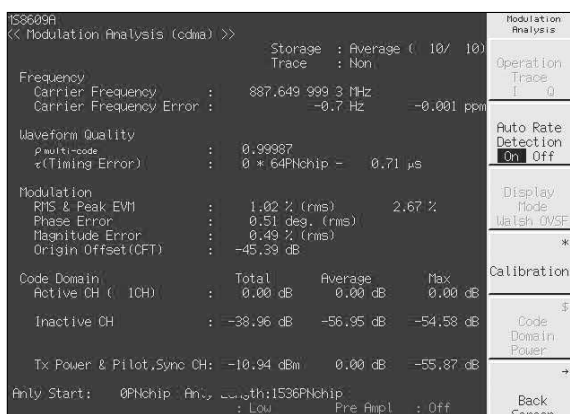 MS8609A
<< Modulation Analysis (cdma) >>
Storage : Average ( 10/ 10)
Trace : Non
Frequency
Carrier Frequency : 887.649 999 3 MHz
Carrier Frequency Error : -0.7 Hz -0.001 ppm
Waveform Quality
ρ multi-code : 0.99987
τ(Timing Error) : 0 * 64PNchip - 0.71 µs
Modulation
RMS & Peak EVM : 1.02 % (rms) 2.67 %
Phase Error : 0.51 deg. (rms)
Magnitude Error : 0.49 % (rms)
Origin Offset(CFT) : -45.39 dB
Code Domain Total Average Max
Active CH ( 1CH) : 0.00 dB 0.00 dB 0.00 dB
Inactive CH : -38.96 dB -56.95 dB -54.58 dB
Tx Power & Pilot,Sync CH: -10.94 dBm 0.00 dB -55.87 dB
Anly Start: 0PNchip Anly Length:1536PNchip
: Low Pre Ampl : Off
Modulation
Analysis
Operation
Trace
I Q
Auto Rate
Detection
On Off
Display
Mode
Walsh OVSF
*
Calibration
$
Code
Domain
Power
→
Back
Screen